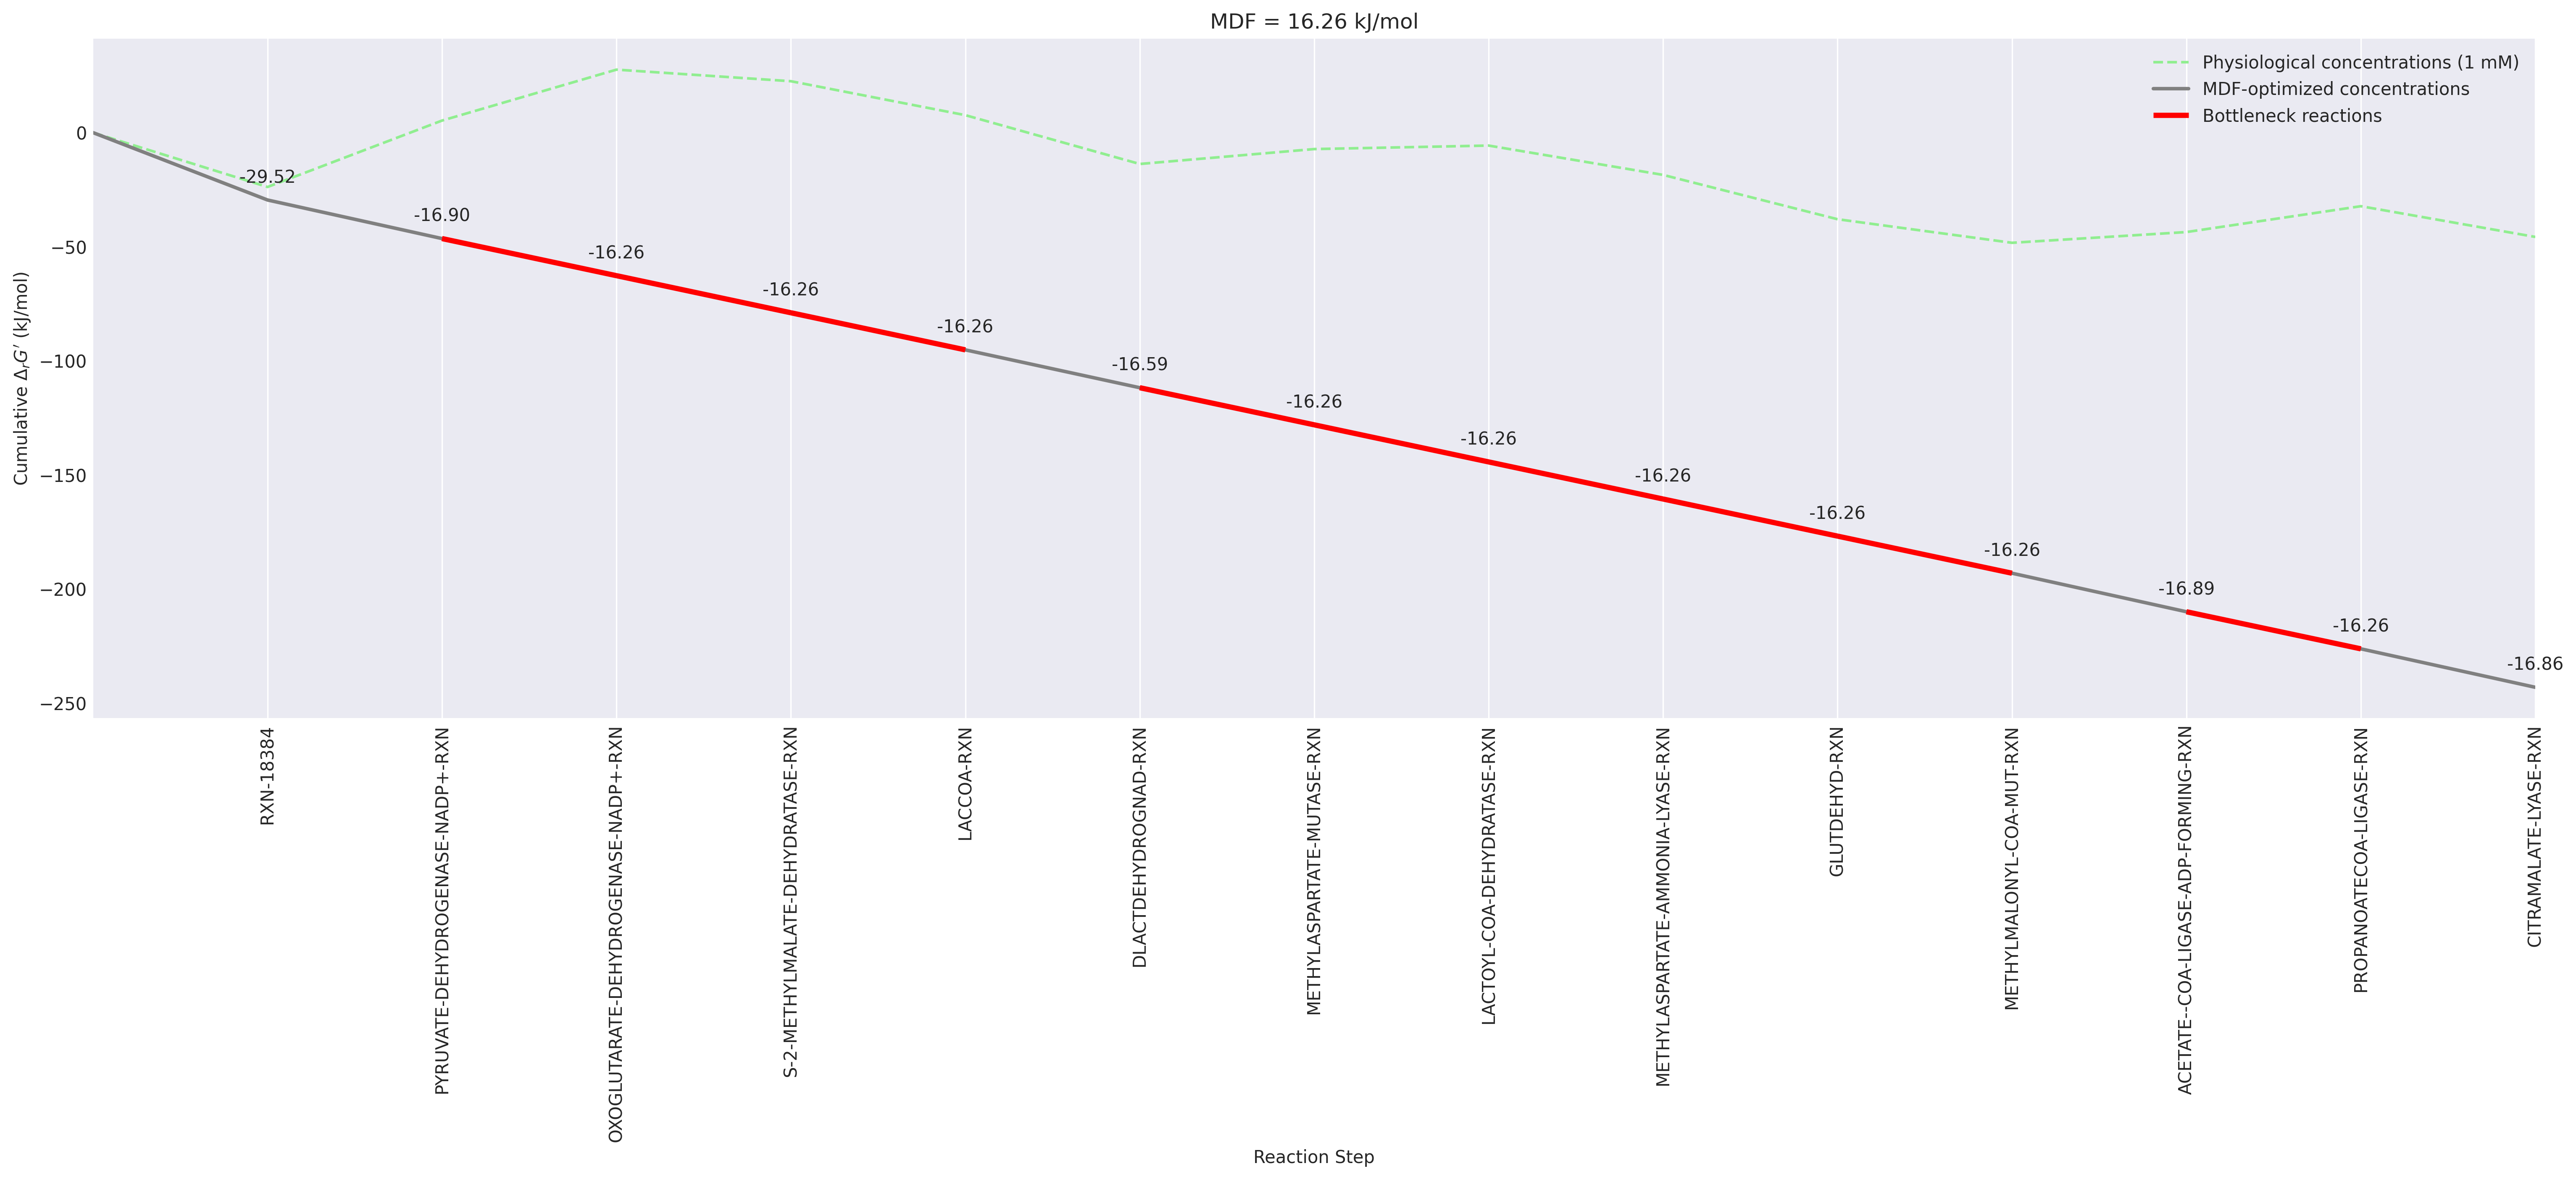 MDF = 16.26 kJ/mol
Physiological concentrations (1 mM)
MDF-optimized concentrations
Bottleneck reactions
Cumulative Δ_rG′ (kJ/mol)
0
−50
−100
−150
−200
−250
-29.52
-16.90
-16.26
-16.26
-16.26
-16.59
-16.26
-16.26
-16.26
-16.26
-16.26
-16.89
-16.26
-16.86
RXN-18384
PYRUVATE-DEHYDROGENASE-NADP+-RXN
OXOGLUTARATE-DEHYDROGENASE-NADP+-RXN
S-2-METHYLMALATE-DEHYDRATASE-RXN
LACCOA-RXN
DLACTDEHYDROGNAD-RXN
METHYLASPARTATE-MUTASE-RXN
LACTOYL-COA-DEHYDRATASE-RXN
METHYLASPARTATE-AMMONIA-LYASE-RXN
GLUTDEHYD-RXN
METHYLMALONYL-COA-MUT-RXN
ACETATE--COA-LIGASE-ADP-FORMING-RXN
PROPANOATECOA-LIGASE-RXN
CITRAMALATE-LYASE-RXN
Reaction Step